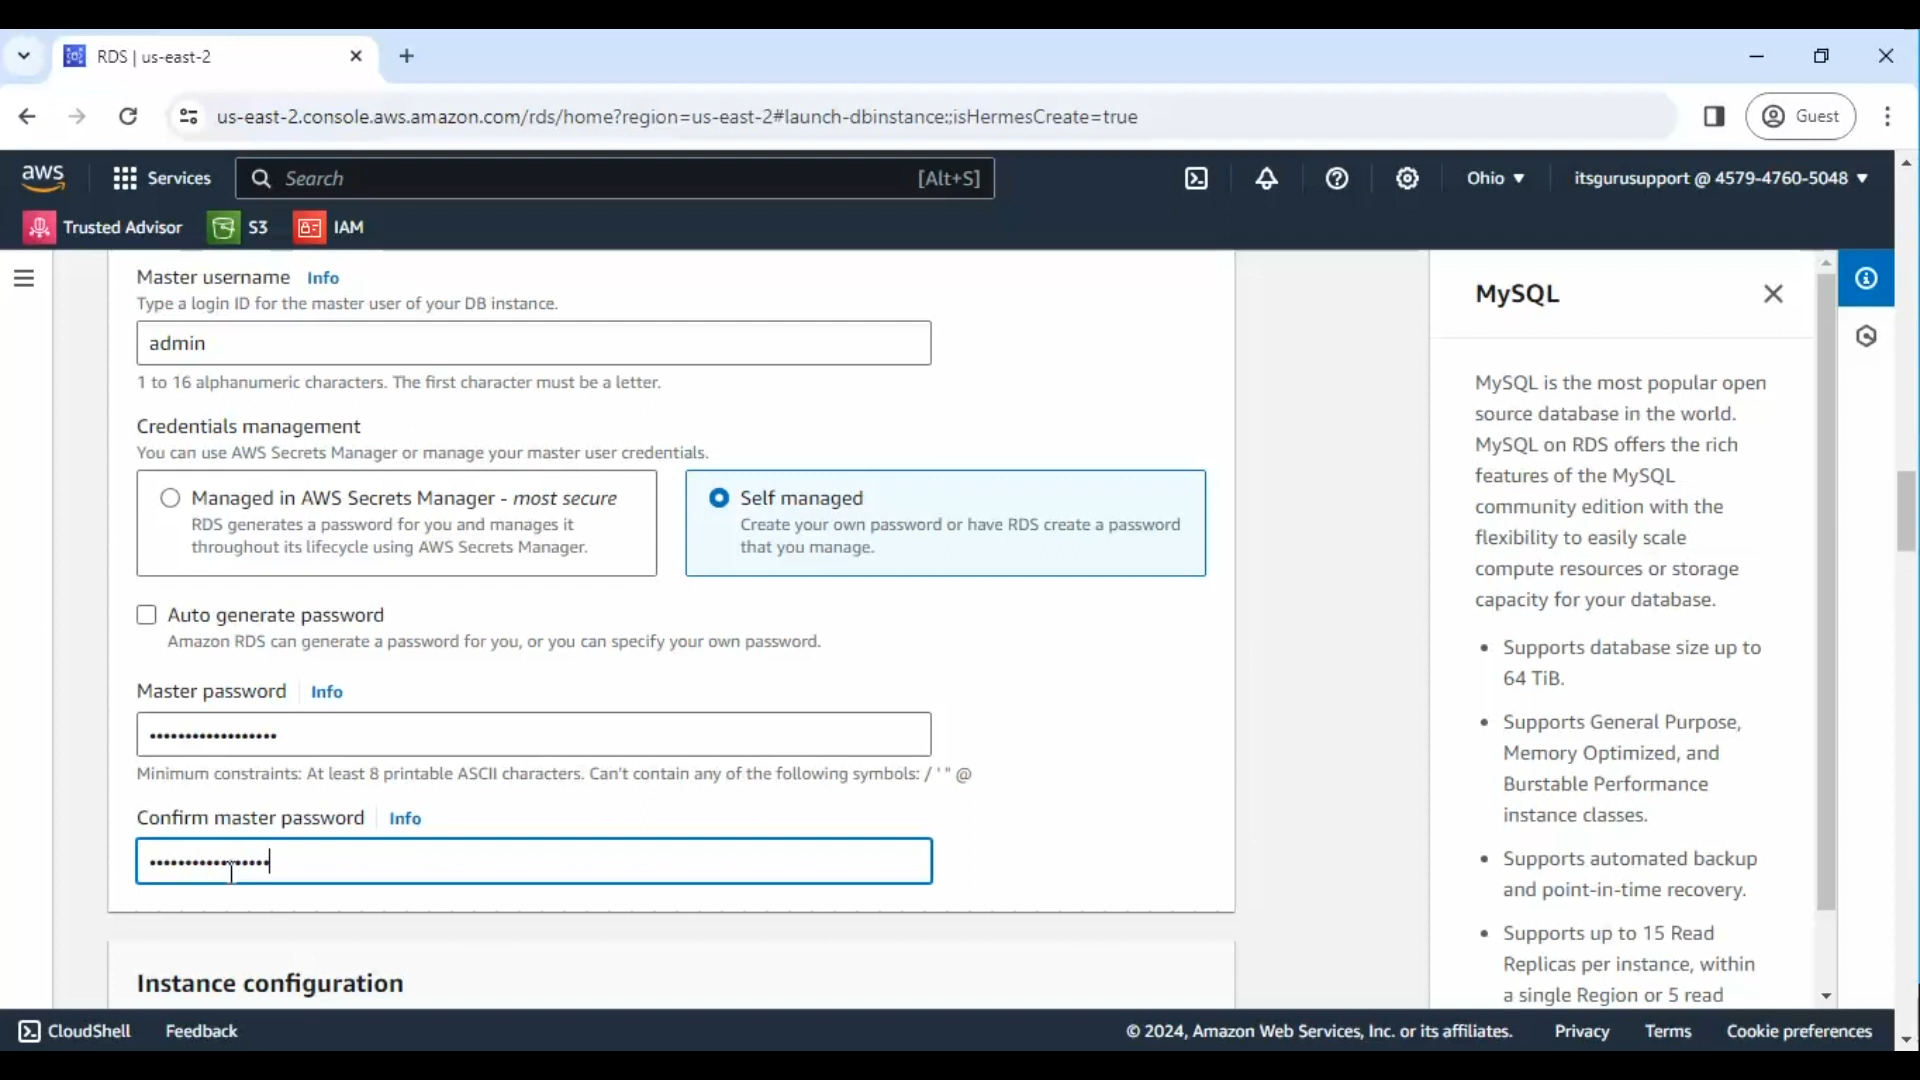 RDS | us-east-2
us-east-2.console.aws.amazon.com/rds/home?region=us-east-2#launch-dbinstance;;isHermesCreate=true
Guest
aws
Services
Search
[Alt+S]
Ohio
itsgurusupport @ 4579-4760-5048
Trusted Advisor
S3
IAM
Master username Info
Type a login ID for the master user of your DB instance.
admin
1 to 16 alphanumeric characters. The first character must be a letter.
Credentials management
You can use AWS Secrets Manager or manage your master user credentials.
Managed in AWS Secrets Manager - most secure
RDS generates a password for you and manages it
throughout its lifecycle using AWS Secrets Manager.
Self managed
Create your own password or have RDS create a password
that you manage.
Auto generate password
Amazon RDS can generate a password for you, or you can specify your own password.
Master password Info
••••••••••••••••••
Minimum constraints: At least 8 printable ASCII characters. Can't contain any of the following symbols: / ' " @
Confirm master password Info
•••••••••••••••••
Instance configuration
MySQL
MySQL is the most popular open
source database in the world.
MySQL on RDS offers the rich
features of the MySQL
community edition with the
flexibility to easily scale
compute resources or storage
capacity for your database.
• Supports database size up to
64 TiB.
• Supports General Purpose,
Memory Optimized, and
Burstable Performance
instance classes.
• Supports automated backup
and point-in-time recovery.
• Supports up to 15 Read
Replicas per instance, within
a single Region or 5 read
CloudShell
Feedback
© 2024, Amazon Web Services, Inc. or its affiliates.
Privacy
Terms
Cookie preferences